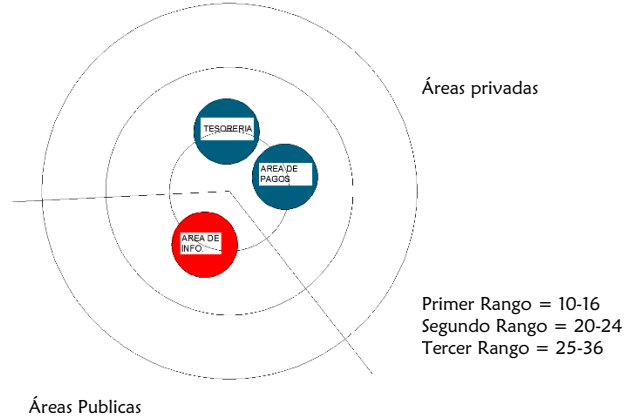 Áreas privadas
TESORERIA
AREA DE
PAGOS
AREA DE
INFO.
Primer Rango = 10-16
Segundo Rango = 20-24
Tercer Rango = 25-36
Áreas Publicas